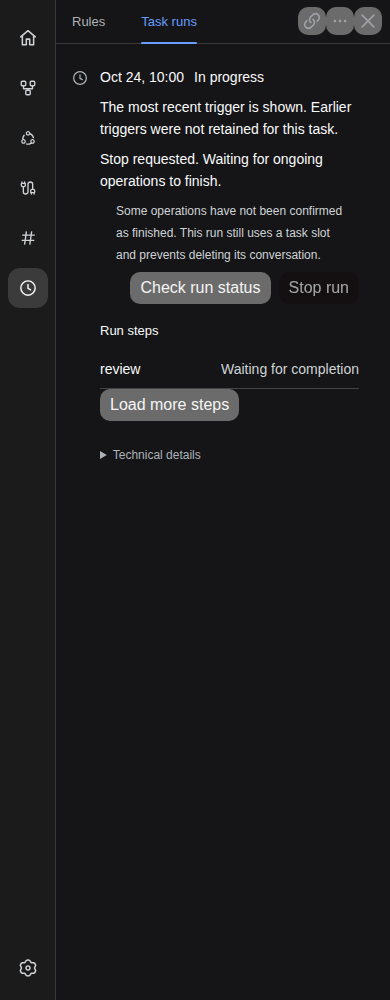 Rules Task runs
Oct 24, 10:00 In progress
The most recent trigger is shown. Earlier
triggers were not retained for this task.
Stop requested. Waiting for ongoing
operations to finish.
Some operations have not been confirmed
as finished. This run still uses a task slot
and prevents deleting its conversation.
Check run status Stop run
Run steps
review Waiting for completion
Load more steps
Technical details